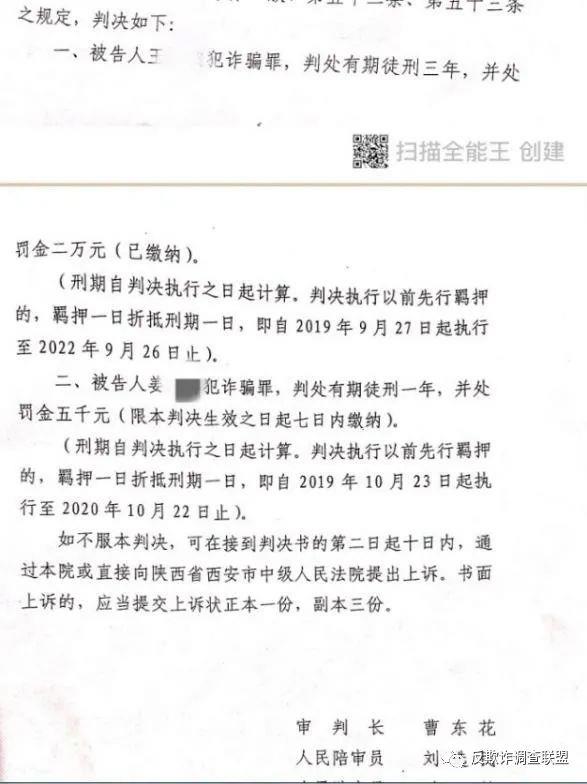 第五十三条
之规定，判决如下：
一、被告人王 犯诈骗罪，判处有期徒刑三年，并处
扫描全能王 创建
罚金二万元（已缴纳）。
（刑期自判决执行之日起计算。判决执行以前先行羁押
的，羁押一日折抵刑期一日，即自 2019 年 9 月 27 日起执行
至 2022 年 9 月 26 日止）。
二、被告人姜 犯诈骗罪，判处有期徒刑一年，并处
罚金五千元（限本判决生效之日起七日内缴纳）。
（刑期自判决执行之日起计算。判决执行以前先行羁押
的，羁押一日折抵刑期一日，即自 2019 年 10 月 23 日起执
行至 2020 年 10 月 22 日止）。
如不服本判决，可在接到判决书的第二日起十日内，通
过本院或直接向陕西省西安市中级人民法院提出上诉。书面
上诉的，应当提交上诉状正本一份，副本三份。
审 判 长 曹 东 花
人民陪审员 刘
反欺诈调查联盟